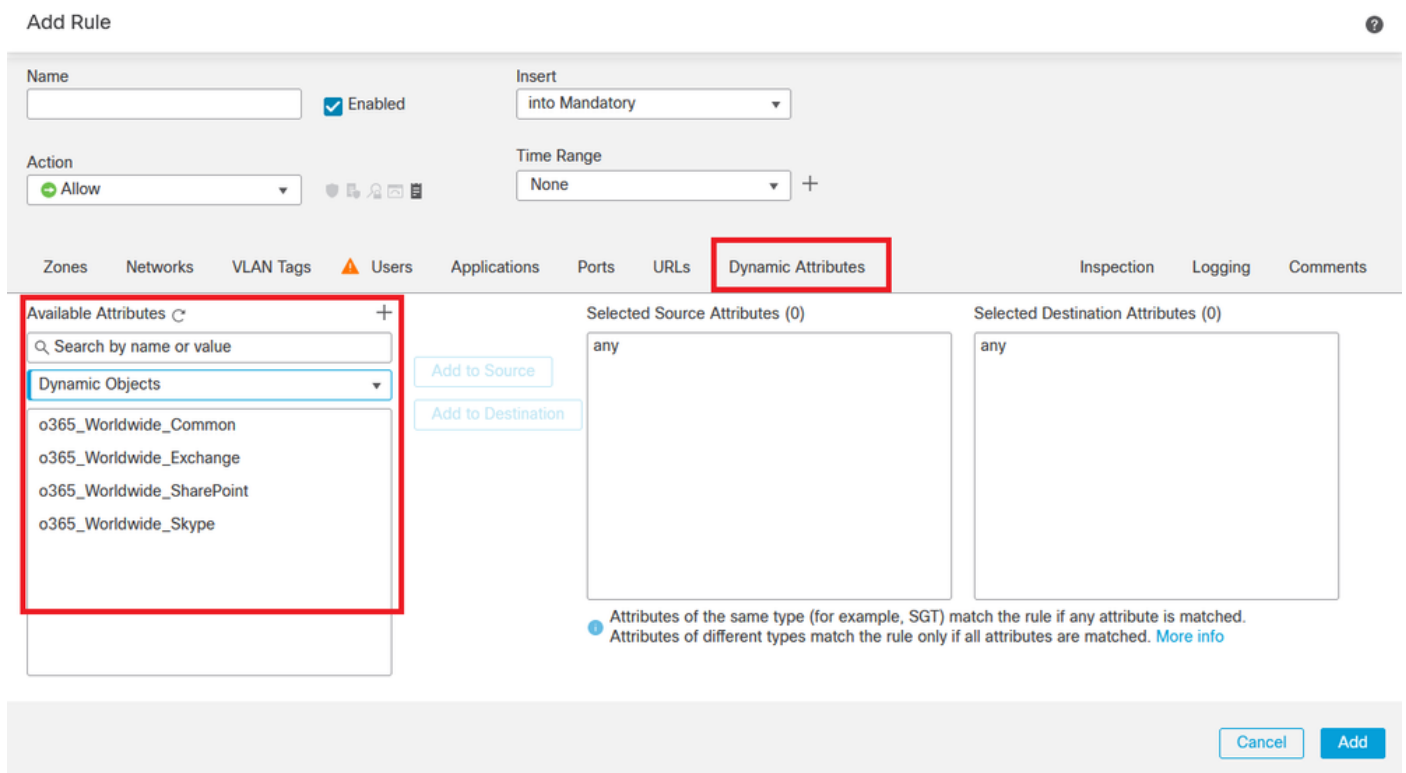 Add Rule
Name
Insert
Enabled
into Mandatory
Action
Time Range
Allow
None
Zones Networks VLAN Tags Users Applications Ports URLs Dynamic Attributes Inspection Logging Comments
Available Attributes
Selected Source Attributes (0)
Selected Destination Attributes (0)
Search by name or value
any
any
Dynamic Objects
Add to Source
Add to Destination
o365_Worldwide_Common
o365_Worldwide_Exchange
o365_Worldwide_SharePoint
o365_Worldwide_Skype
Attributes of the same type (for example, SGT) match the rule if any attribute is matched.
Attributes of different types match the rule only if all attributes are matched. More info
Cancel
Add